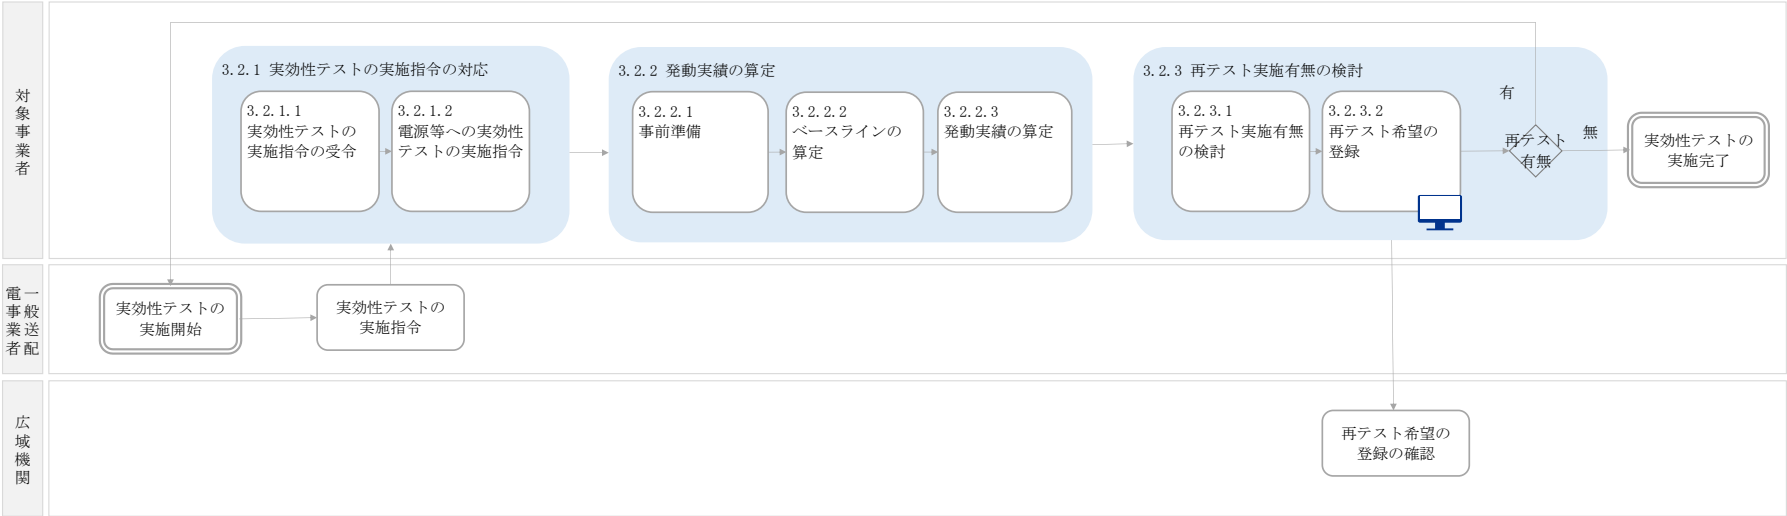 対象事業者
3.2.1 実効性テストの実施指令の対応
3.2.1.1
実効性テストの
実施指令の受令
3.2.1.2
電源等への実効性
テストの実施指令
3.2.2 発動実績の算定
3.2.2.1
事前準備
3.2.2.2
ベースラインの
算定
3.2.2.3
発動実績の算定
3.2.3 再テスト実施有無の検討
3.2.3.1
再テスト実施有無
の検討
3.2.3.2
再テスト希望の
登録
有
再テスト
有無
無
実効性テストの
実施完了
一般送配
電事業者
実効性テストの
実施開始
実効性テストの
実施指令
広域機関
再テスト希望の
登録の確認